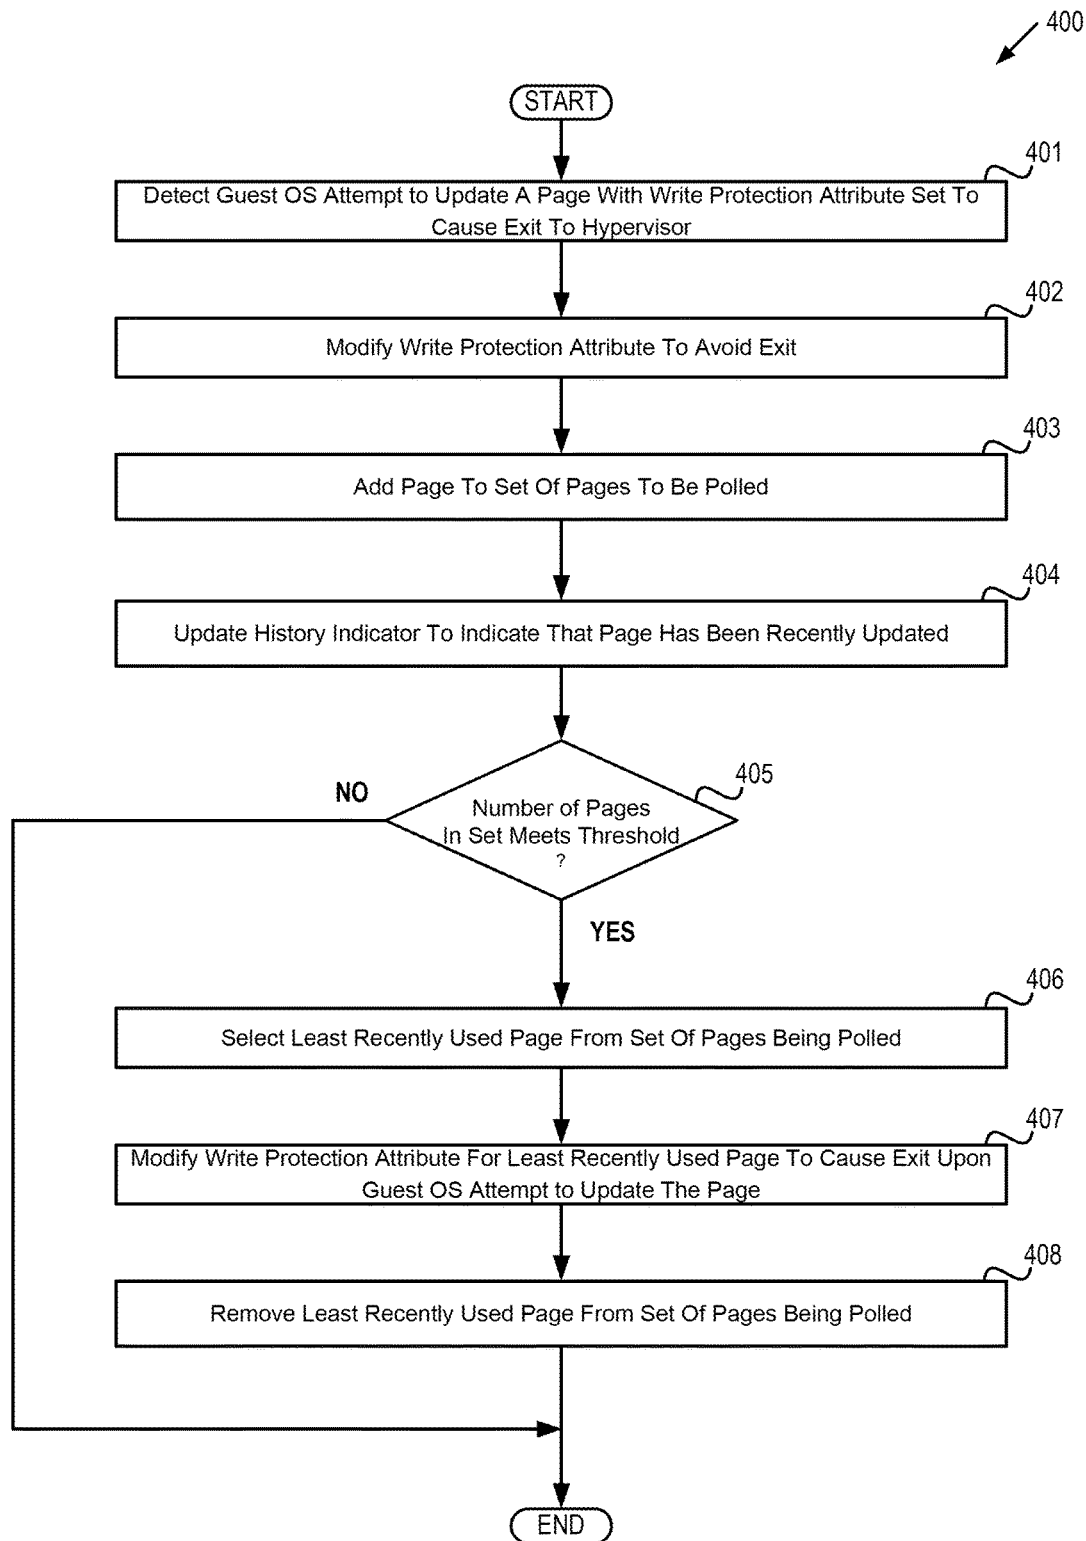 400
START
401
Detect Guest OS Attempt to Update A Page With Write Protection Attribute Set To
Cause Exit To Hypervisor
402
Modify Write Protection Attribute To Avoid Exit
403
Add Page To Set Of Pages To Be Polled
404
Update History Indicator To Indicate That Page Has Been Recently Updated
405
NO
Number of Pages
In Set Meets Threshold
?
YES
406
Select Least Recently Used Page From Set Of Pages Being Polled
407
Modify Write Protection Attribute For Least Recently Used Page To Cause Exit Upon
Guest OS Attempt to Update The Page
408
Remove Least Recently Used Page From Set Of Pages Being Polled
END